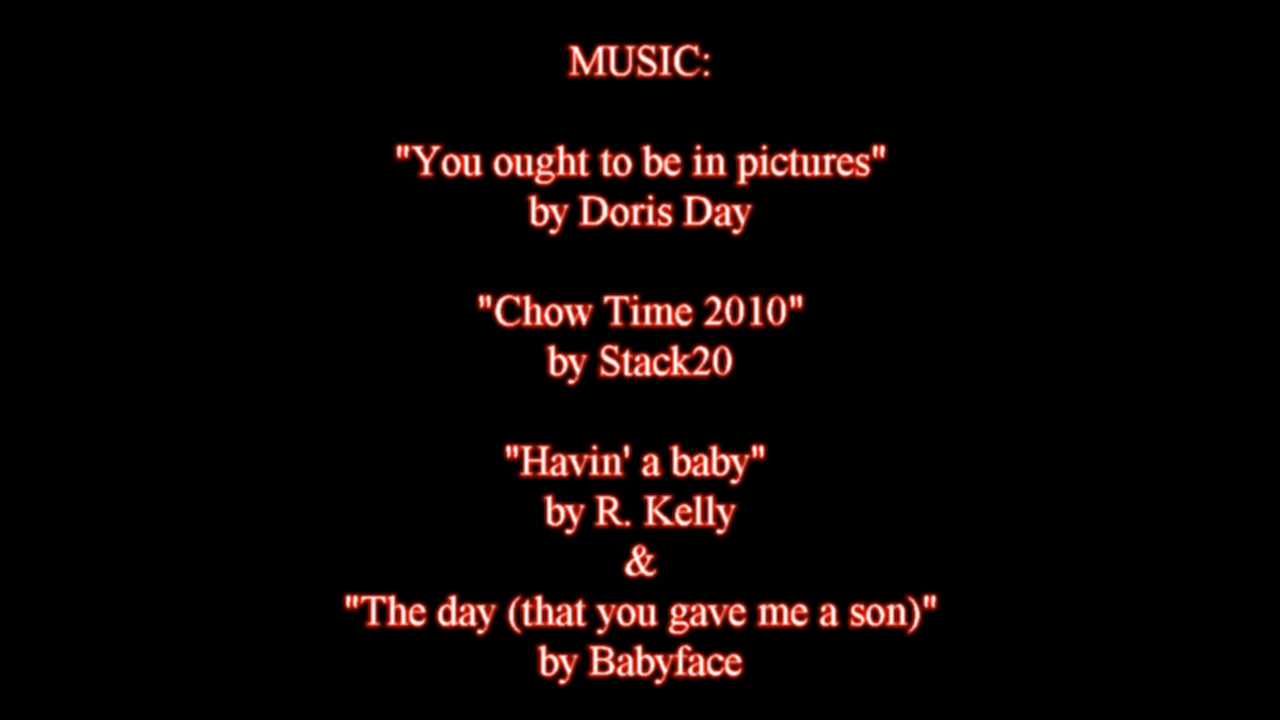 MUSIC:
"You ought to be in pictures"
by Doris Day
"Chow Time 2010"
by Stack20
"Havin' a baby"
by R. Kelly
&
"The day (that you gave me a son)"
by Babyface